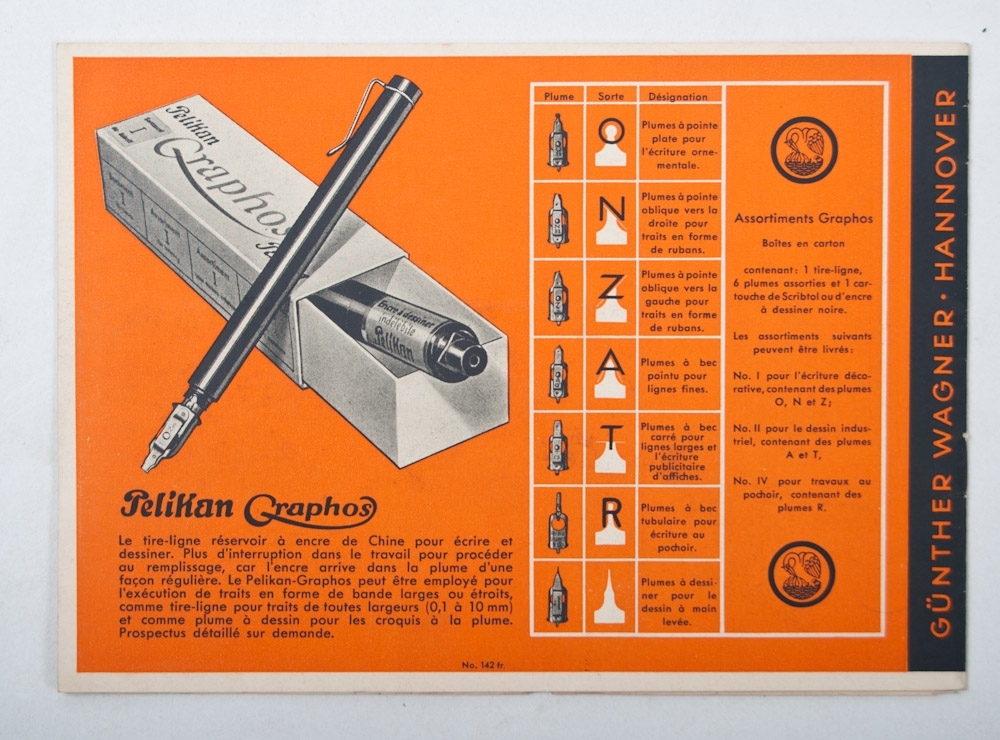 Pelikan
Graphos
I
Encre à dessiner
indélébile
Pelikan
Pelikan Graphos
Le tire-ligne réservoir à encre de Chine pour écrire et
dessiner. Plus d'interruption dans le travail pour procéder
au remplissage, car l'encre arrive dans la plume d'une
façon régulière. Le Pelikan-Graphos peut être employé pour
l'exécution de traits en forme de bande larges ou étroits,
comme tire-ligne pour traits de toutes largeurs (0,1 à 10 mm)
et comme plume à dessin pour les croquis à la plume.
Prospectus détaillé sur demande.
No. 142 fr.
Plume Sorte Désignation
O
Plumes à pointe
plate pour
l'écriture orne-
mentale.
N
Plumes à pointe
oblique vers la
droite pour
traits en forme
de rubans.
Z
Plumes à pointe
oblique vers la
gauche pour
traits en forme
de rubans.
A
Plumes à bec
pointu pour
lignes fines.
T
Plumes à bec
carré pour
lignes larges et
l'écriture
publicitaire
d'affiches.
R
Plumes à bec
tubulaire pour
écriture au
pochoir.
Plumes à dessi-
ner pour le
dessin à main
levée.
Assortiments Graphos
Boîtes en carton
contenant: 1 tire-ligne,
6 plumes assorties et 1 car-
touche de Scribtol ou d'encre
à dessiner noire.
Les assortiments suivants
peuvent être livrés:
No. I pour l'écriture déco-
rative, contenant des plumes
O, N et Z;
No. II pour le dessin indus-
triel, contenant des plumes
A et T,
No. IV pour travaux au
pochoir, contenant des
plumes R.
GÜNTHER WAGNER · HANNOVER